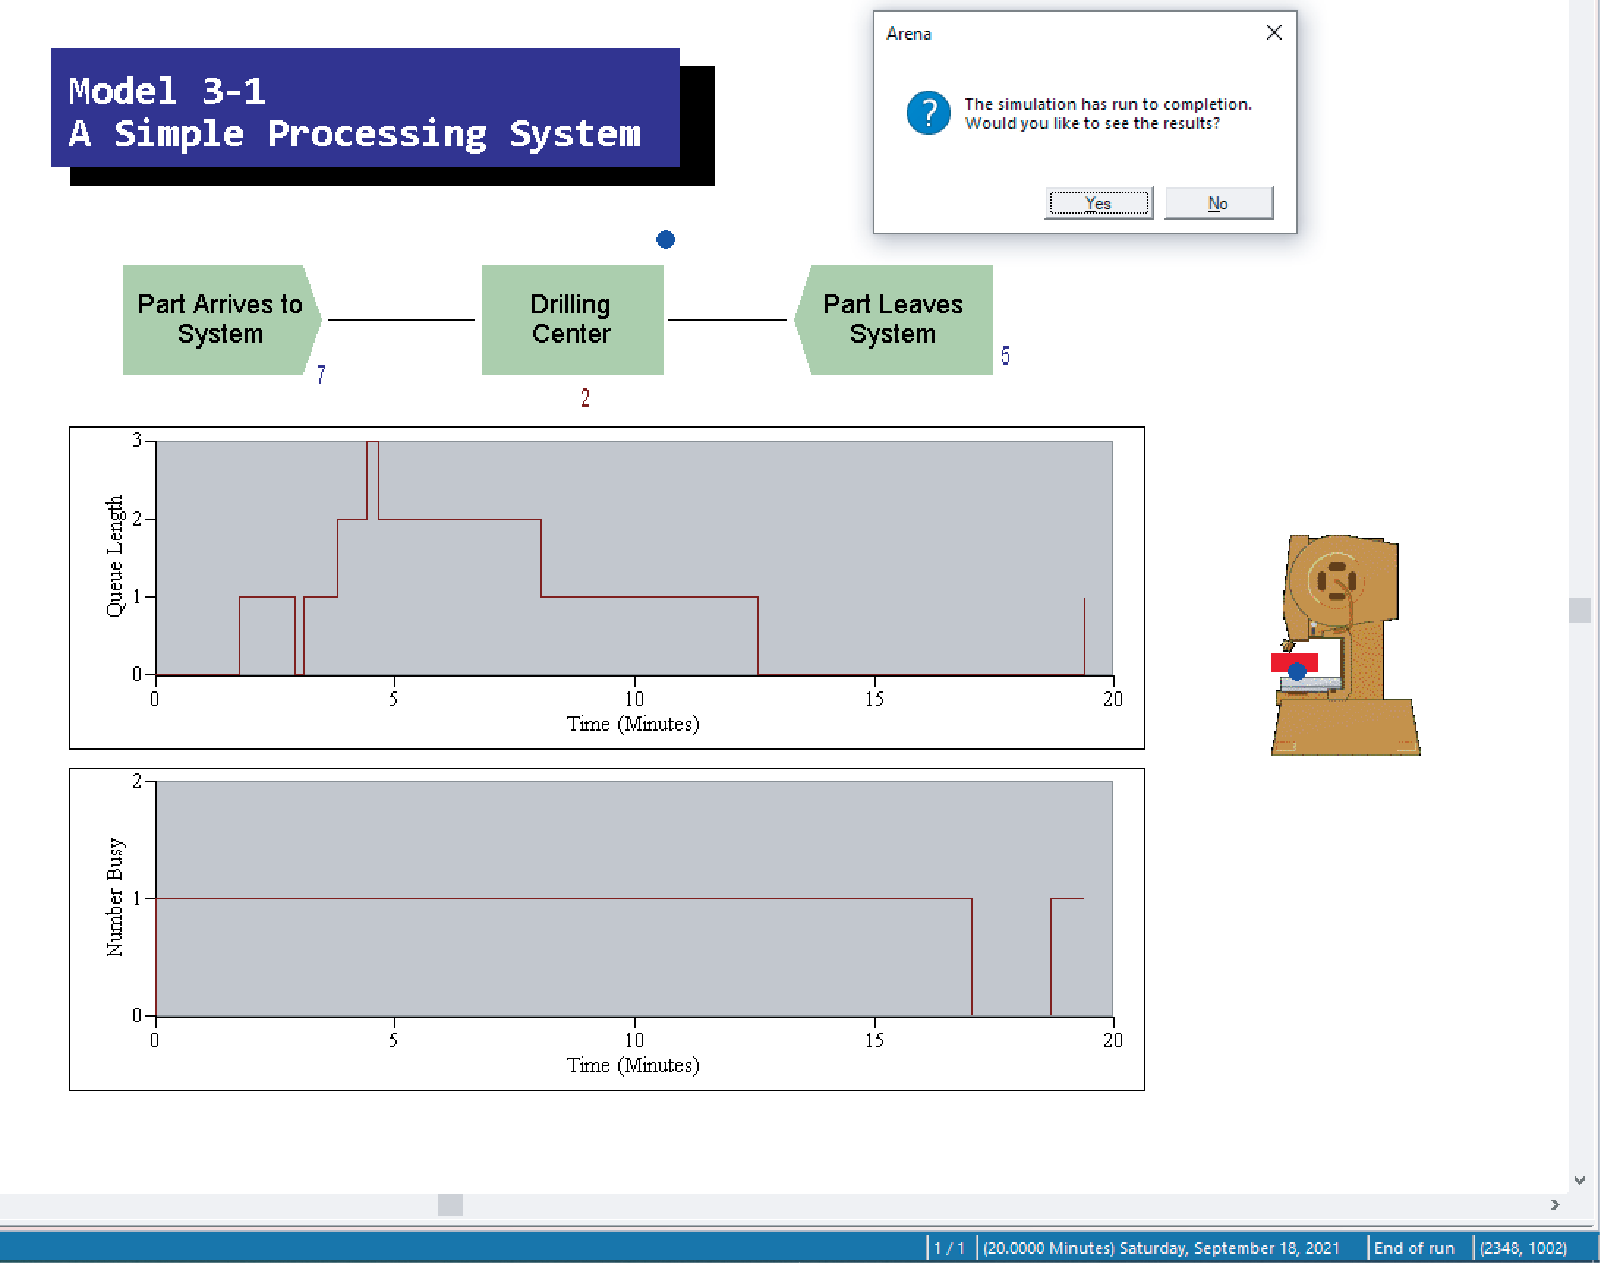 Arena
The simulation has run to completion.
Would you like to see the results?
Yes
No
Model 3-1
A Simple Processing System
Part Arrives to
System
7
Drilling
Center
2
Part Leaves
System
5
Queue Length
3
2
1
0
0 5 10 15 20
Time (Minutes)
Number Busy
2
1
0
0 5 10 15 20
Time (Minutes)
1 / 1 (20.0000 Minutes) Saturday, September 18, 2021 End of run (2348, 1002)